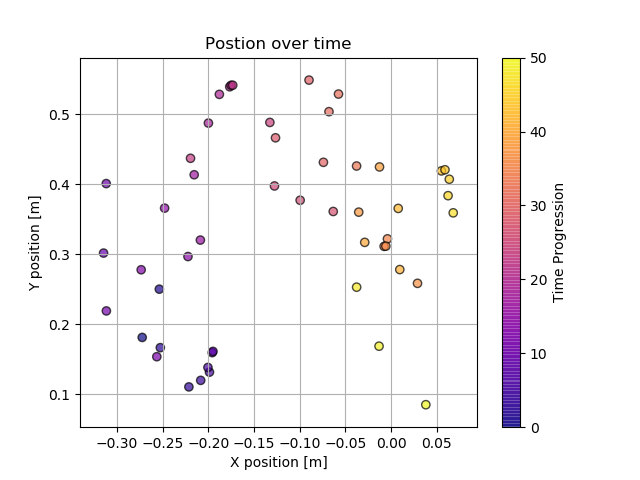 Postion over time
Y position [m]
0.5
0.4
0.3
0.2
0.1
−0.30 −0.25 −0.20 −0.15 −0.10 −0.05 0.00 0.05
X position [m]
50
40
30
20
10
0
Time Progression